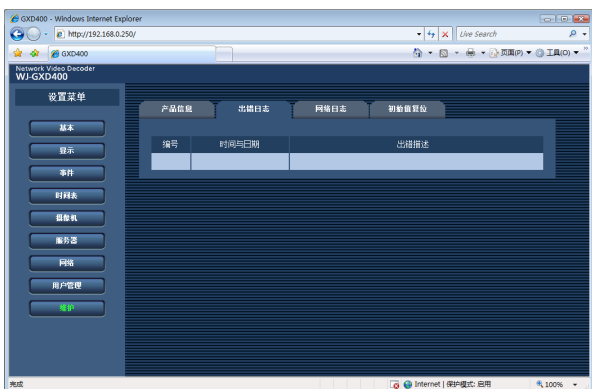 GXD400 - Windows Internet Explorer
http://192.168.0.250/
Live Search
GXD400
页面(P)
工具(O)
Network Video Decoder
WJ-GXD400
设置菜单
产品信息 出错日志 网络日志 初始值复位
基本
编号 时间与日期 出错描述
显示
事件
时间表
摄像机
服务器
网络
用户管理
维护
完成
Internet | 保护模式: 启用
100%